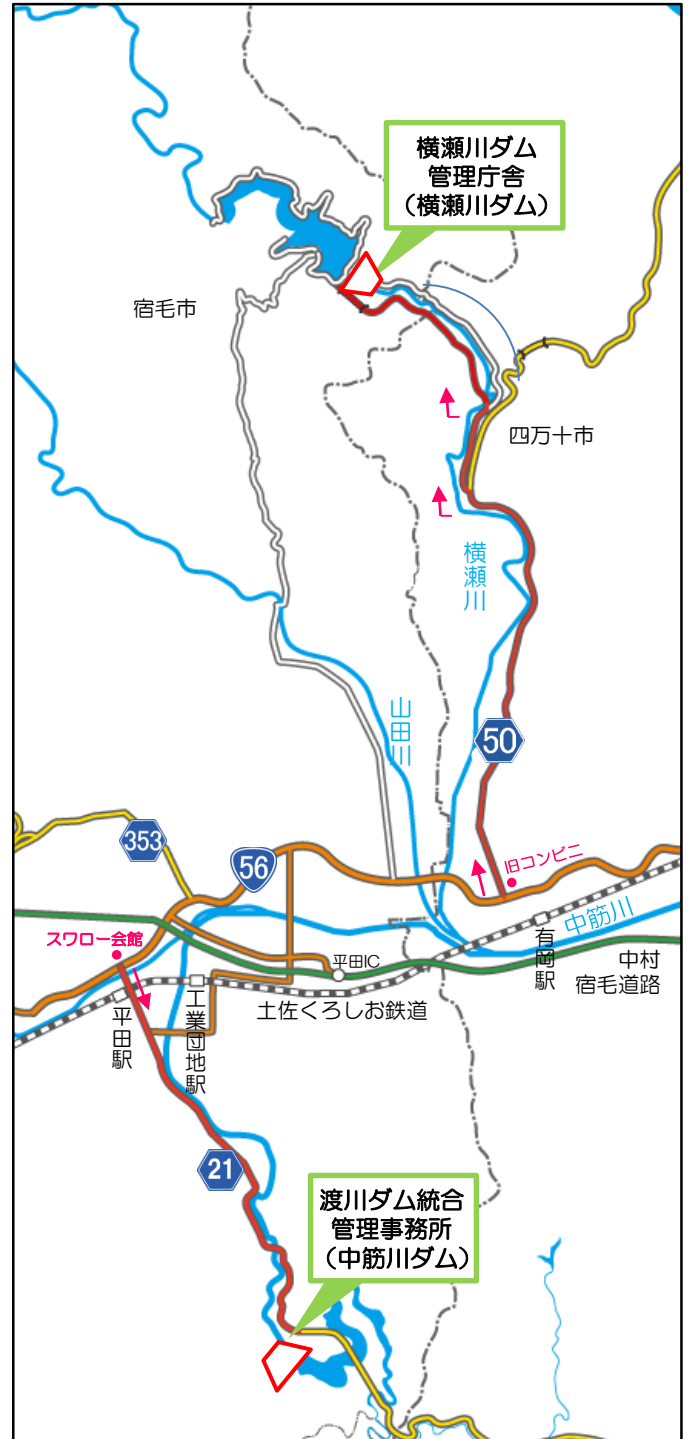 横瀬川ダム
管理庁舎
（横瀬川ダム）
宿毛市
四万十市
横瀬川
山田川
50
353
56
旧コンビニ
中筋川
スワロー会館
平田IC
有岡駅
中村
宿毛道路
土佐くろしお鉄道
平田駅
工業団地駅
21
渡川ダム統合
管理事務所
（中筋川ダム）